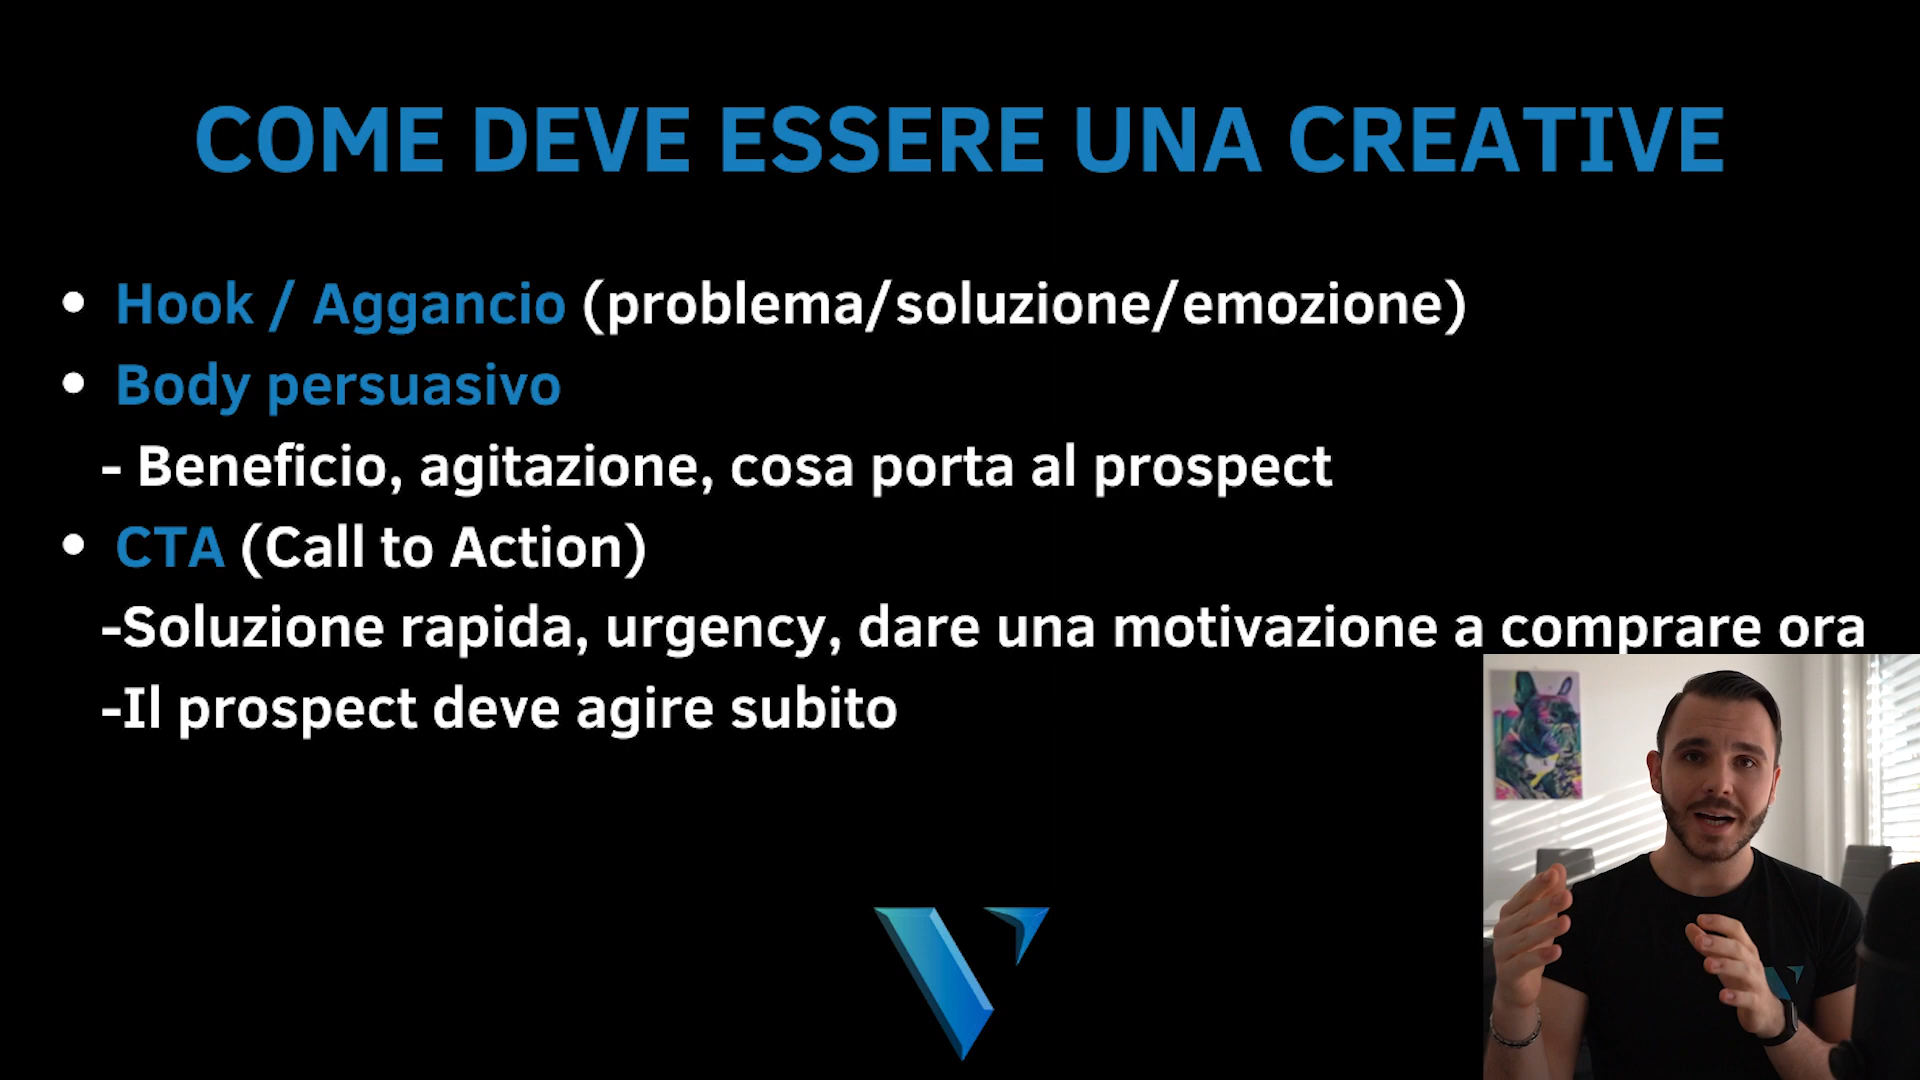 COME DEVE ESSERE UNA CREATIVE
• Hook / Aggancio (problema/soluzione/emozione)
• Body persuasivo
- Beneficio, agitazione, cosa porta al prospect
• CTA (Call to Action)
-Soluzione rapida, urgency, dare una motivazione a comprare ora
-Il prospect deve agire subito